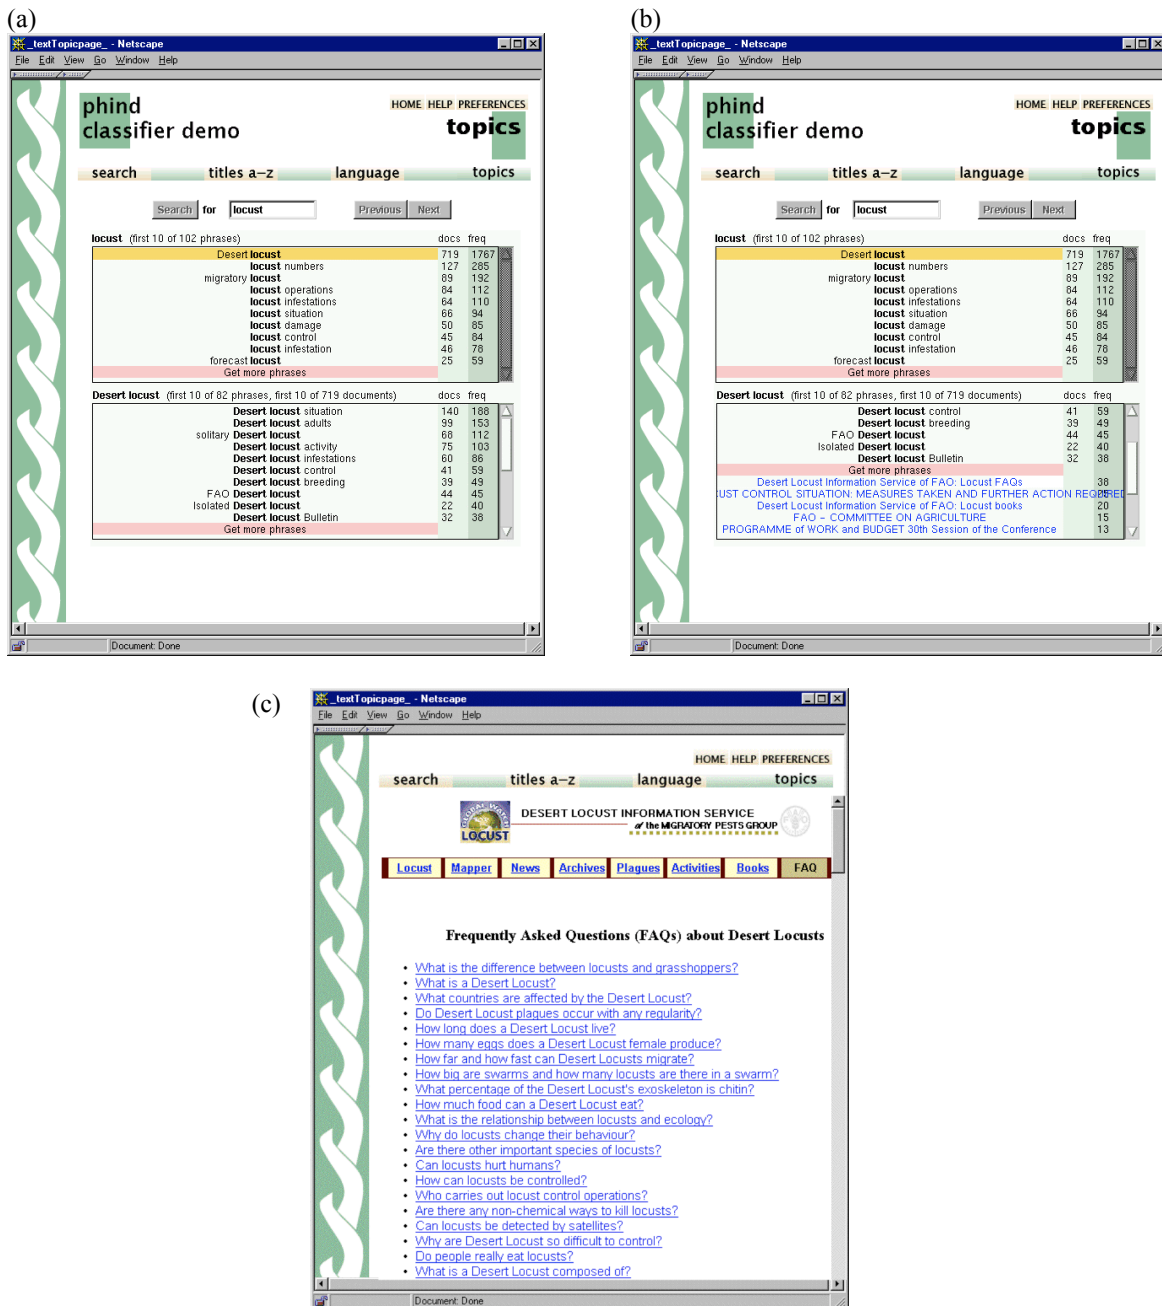 (a)
_textTopicpage_ - Netscape
File Edit View Go Window Help
phind
classifier demo
HOME HELP PREFERENCES
topics
search titles a–z language topics
Search for locust Previous Next
locust (first 10 of 102 phrases) docs freq
Desert locust 719 1767
locust numbers 127 285
migratory locust 89 192
locust operations 84 112
locust infestations 64 110
locust situation 66 94
locust damage 50 85
locust control 45 84
locust infestation 46 78
forecast locust 25 59
Get more phrases
Desert locust (first 10 of 82 phrases, first 10 of 719 documents) docs freq
Desert locust situation 140 188
Desert locust adults 99 153
solitary Desert locust 68 112
Desert locust activity 75 103
Desert locust infestations 60 86
Desert locust control 41 59
Desert locust breeding 39 49
FAO Desert locust 44 45
Isolated Desert locust 22 40
Desert locust Bulletin 32 38
Get more phrases
Document: Done
(b)
_textTopicpage_ - Netscape
File Edit View Go Window Help
phind
classifier demo
HOME HELP PREFERENCES
topics
search titles a–z language topics
Search for locust Previous Next
locust (first 10 of 102 phrases) docs freq
Desert locust 719 1767
locust numbers 127 285
migratory locust 89 192
locust operations 84 112
locust infestations 64 110
locust situation 66 94
locust damage 50 85
locust control 45 84
locust infestation 46 78
forecast locust 25 59
Get more phrases
Desert locust (first 10 of 82 phrases, first 10 of 719 documents) docs freq
Desert locust control 41 59
Desert locust breeding 39 49
FAO Desert locust 44 45
Isolated Desert locust 22 40
Desert locust Bulletin 32 38
Get more phrases
Desert Locust Information Service of FAO: Locust FAQs 38
UST CONTROL SITUATION: MEASURES TAKEN AND FURTHER ACTION REQUIRED
Desert Locust Information Service of FAO: Locust books 20
FAO – COMMITTEE ON AGRICULTURE 15
PROGRAMME of WORK and BUDGET 30th Session of the Conference 13
Document: Done
(c)
_textTopicpage_ - Netscape
File Edit View Go Window Help
HOME HELP PREFERENCES
search titles a–z language topics
GLOBAL WATCH
LOCUST
DESERT LOCUST INFORMATION SERVICE
of the MIGRATORY PESTS GROUP
Locust Mapper News Archives Plagues Activities Books FAQ
Frequently Asked Questions (FAQs) about Desert Locusts
• What is the difference between locusts and grasshoppers?
• What is a Desert Locust?
• What countries are affected by the Desert Locust?
• Do Desert Locust plagues occur with any regularity?
• How long does a Desert Locust live?
• How many eggs does a Desert Locust female produce?
• How far and how fast can Desert Locusts migrate?
• How big are swarms and how many locusts are there in a swarm?
• What percentage of the Desert Locust's exoskeleton is chitin?
• How much food can a Desert Locust eat?
• What is the relationship between locusts and ecology?
• Why do locusts change their behaviour?
• Are there other important species of locusts?
• Can locusts hurt humans?
• How can locusts be controlled?
• Who carries out locust control operations?
• Are there any non-chemical ways to kill locusts?
• Can locusts be detected by satellites?
• Why are Desert Locust so difficult to control?
• Do people really eat locusts?
• What is a Desert Locust composed of?
Document: Done